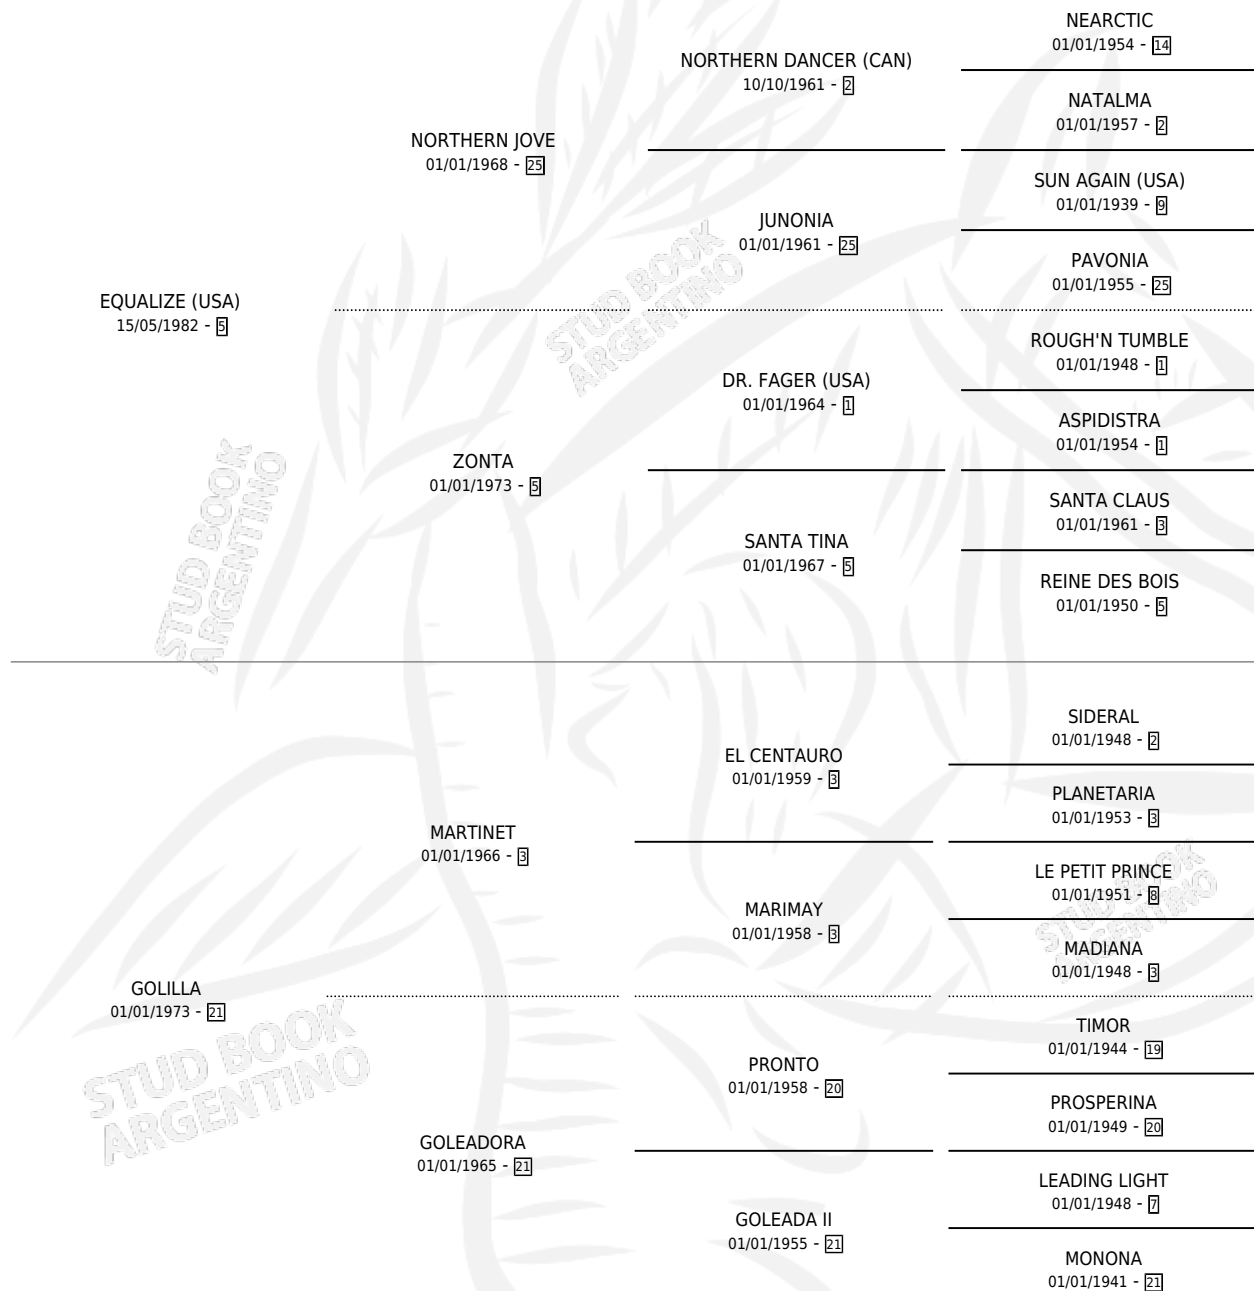 NEARCTIC
01/01/1954 - 14
NORTHERN DANCER (CAN)
10/10/1961 - 2
NATALMA
01/01/1957 - 2
NORTHERN JOVE
01/01/1968 - 25
SUN AGAIN (USA)
01/01/1939 - 9
JUNONIA
01/01/1961 - 25
PAVONIA
01/01/1955 - 25
EQUALIZE (USA)
15/05/1982 - 5
STUD BOOK
ARGENTINO
ROUGH'N TUMBLE
01/01/1948 - 1
DR. FAGER (USA)
01/01/1964 - 1
ASPIDISTRA
01/01/1954 - 1
ZONTA
01/01/1973 - 5
SANTA CLAUS
01/01/1961 - 3
SANTA TINA
01/01/1967 - 5
REINE DES BOIS
01/01/1950 - 5
STUD BOOK
ARGENTINO
SIDERAL
01/01/1948 - 2
EL CENTAURO
01/01/1959 - 3
PLANETARIA
01/01/1953 - 3
MARTINET
01/01/1966 - 3
LE PETIT PRINCE
01/01/1951 - 8
MARIMAY
01/01/1958 - 3
STUD BOOK
ARGENTINO
MADIANA
01/01/1948 - 3
GOLILLA
01/01/1973 - 21
TIMOR
01/01/1944 - 19
PRONTO
01/01/1958 - 20
PROSPERINA
01/01/1949 - 20
STUD BOOK
ARGENTINO
GOLEADORA
01/01/1965 - 21
LEADING LIGHT
01/01/1948 - 7
GOLEADA II
01/01/1955 - 21
MONONA
01/01/1941 - 21